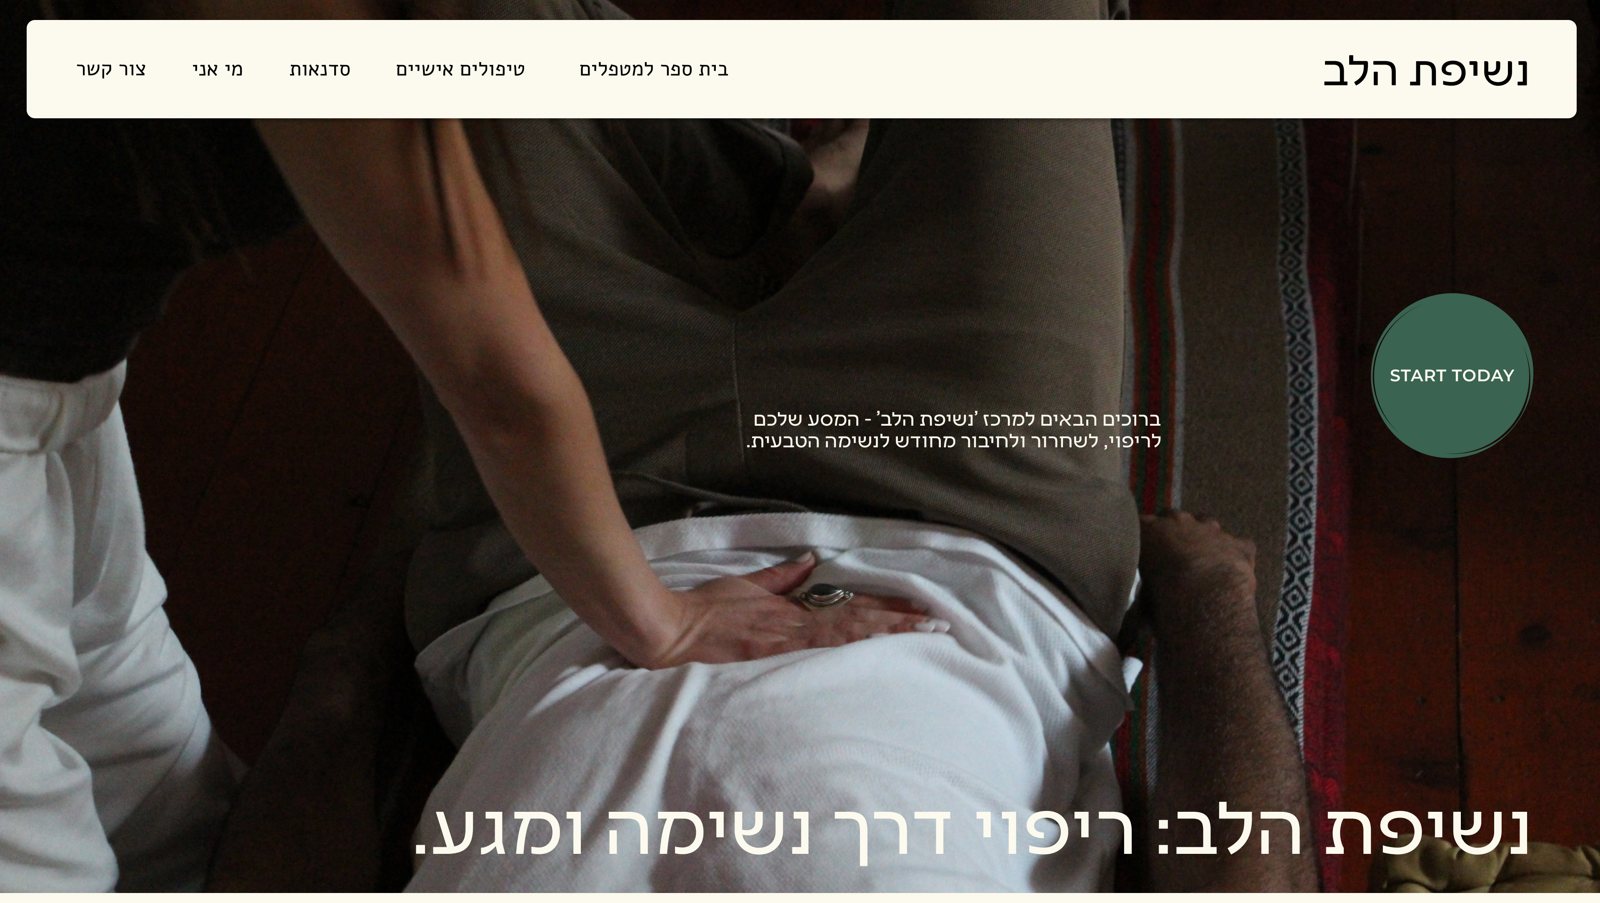 נשיפת הלב
בית ספר למטפלים
טיפולים אישיים
סדנאות
מי אני
צור קשר
START TODAY
ברוכים הבאים למרכז 'נשיפת הלב' - המסע שלכם
לריפוי, לשחרור ולחיבור מחודש לנשימה הטבעית.
נשיפת הלב: ריפוי דרך נשימה ומגע.